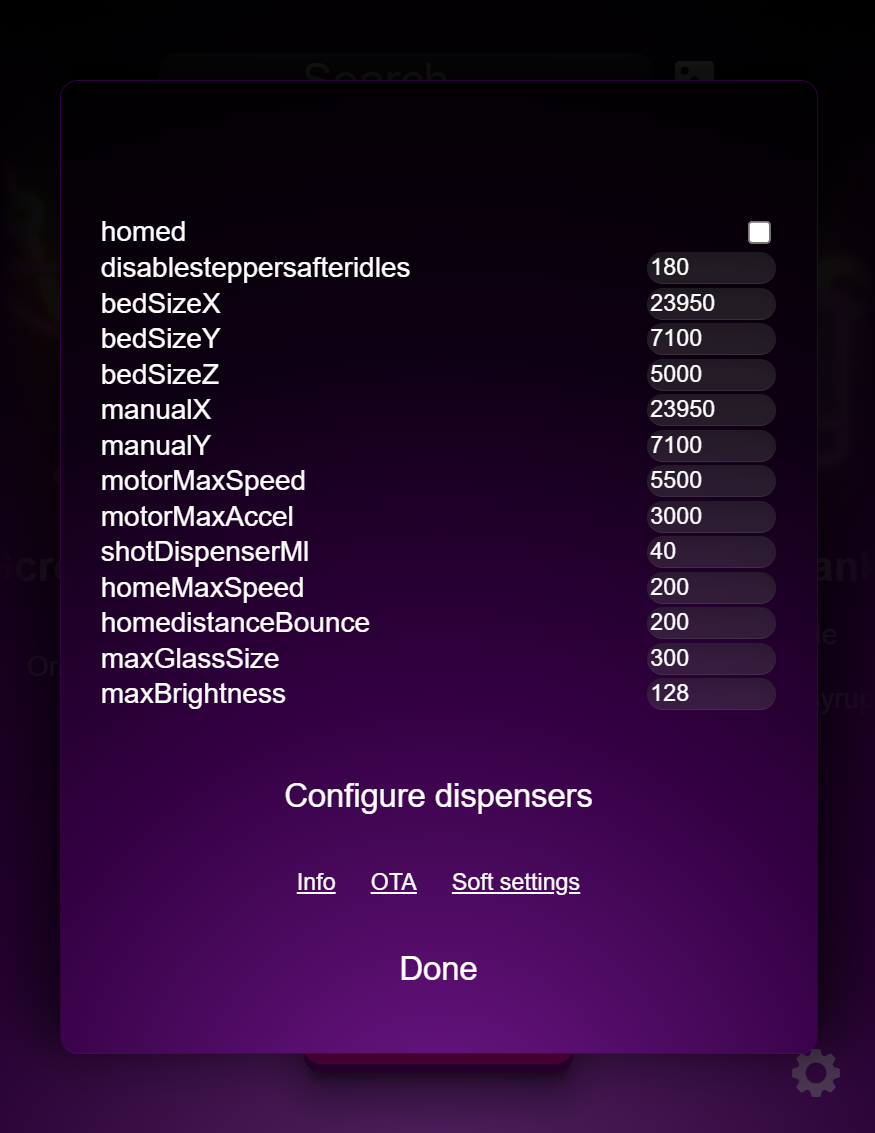 Search
homed
disablesteppersafteridles 180
bedSizeX 23950
bedSizeY 7100
bedSizeZ 5000
manualX 23950
manualY 7100
motorMaxSpeed 5500
motorMaxAccel 3000
shotDispenserMl 40
homeMaxSpeed 200
homedistanceBounce 200
maxGlassSize 300
maxBrightness 128
Configure dispensers
Info OTA Soft settings
Done